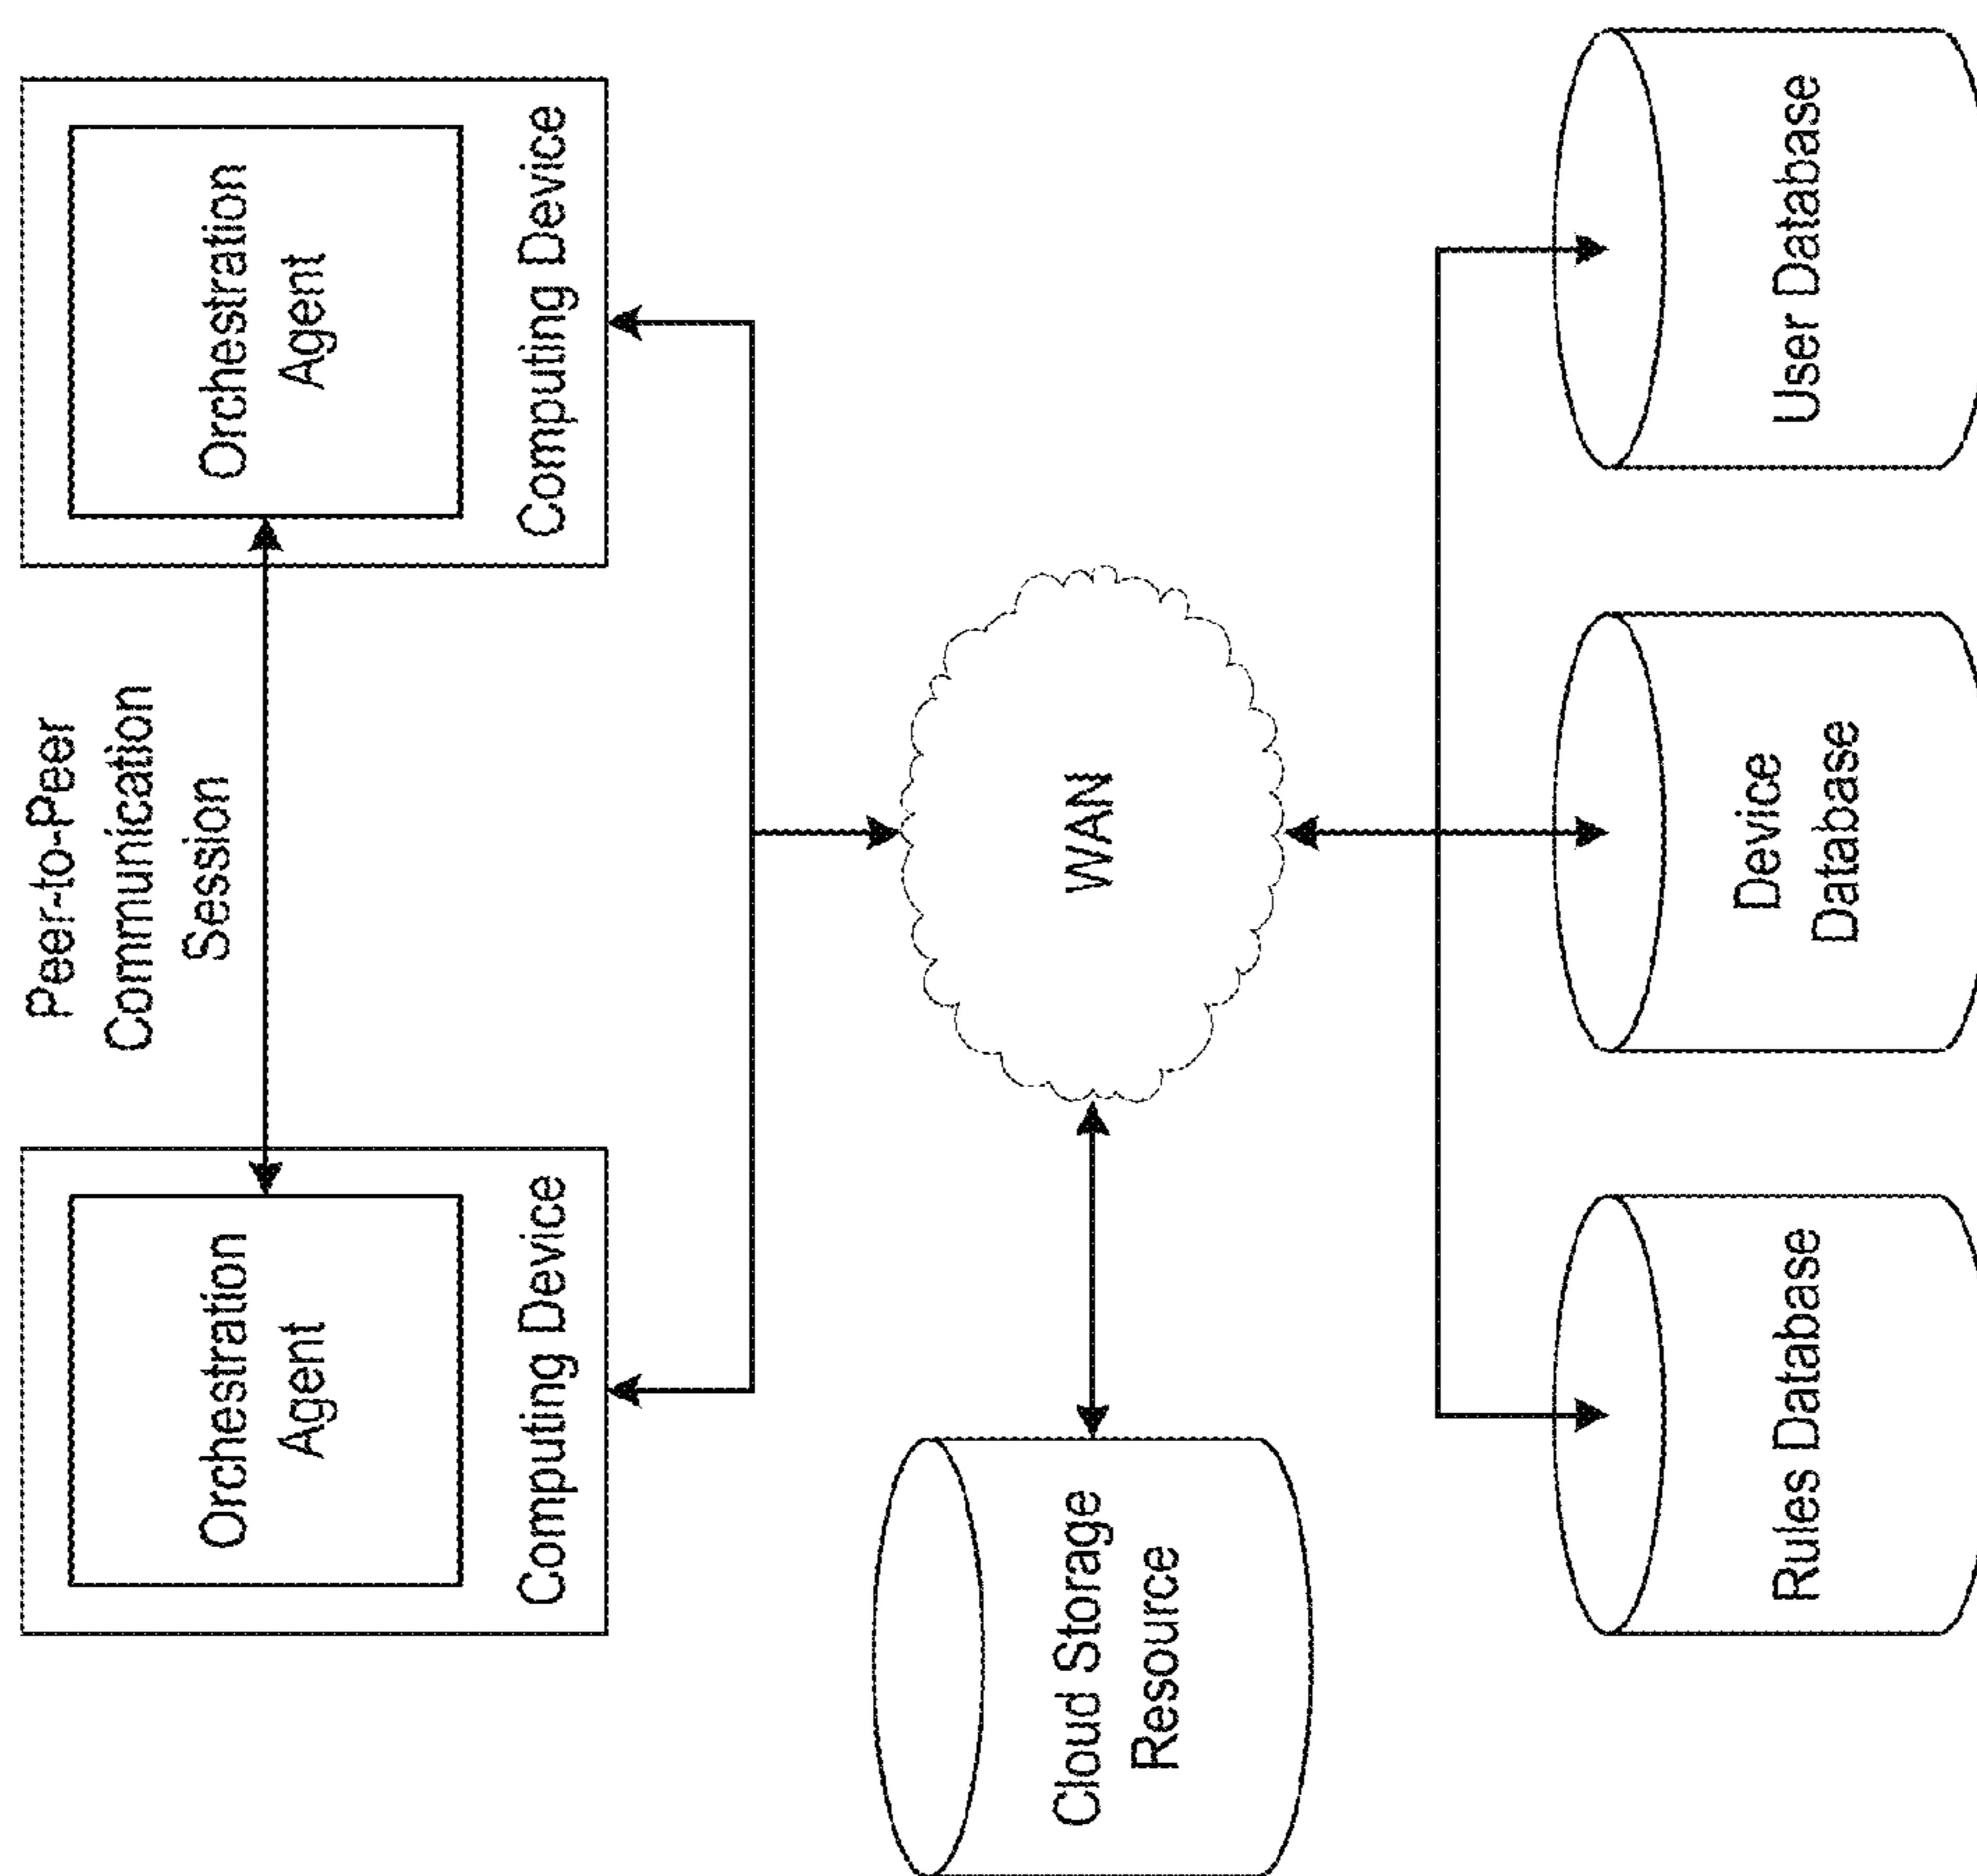 Peer-to-Peer
Communication
Session
Orchestration
Agent
Computing Device
Orchestration
Agent
Computing Device
Cloud Storage
Resource
WAN
Rules Database
Device
Database
User Database